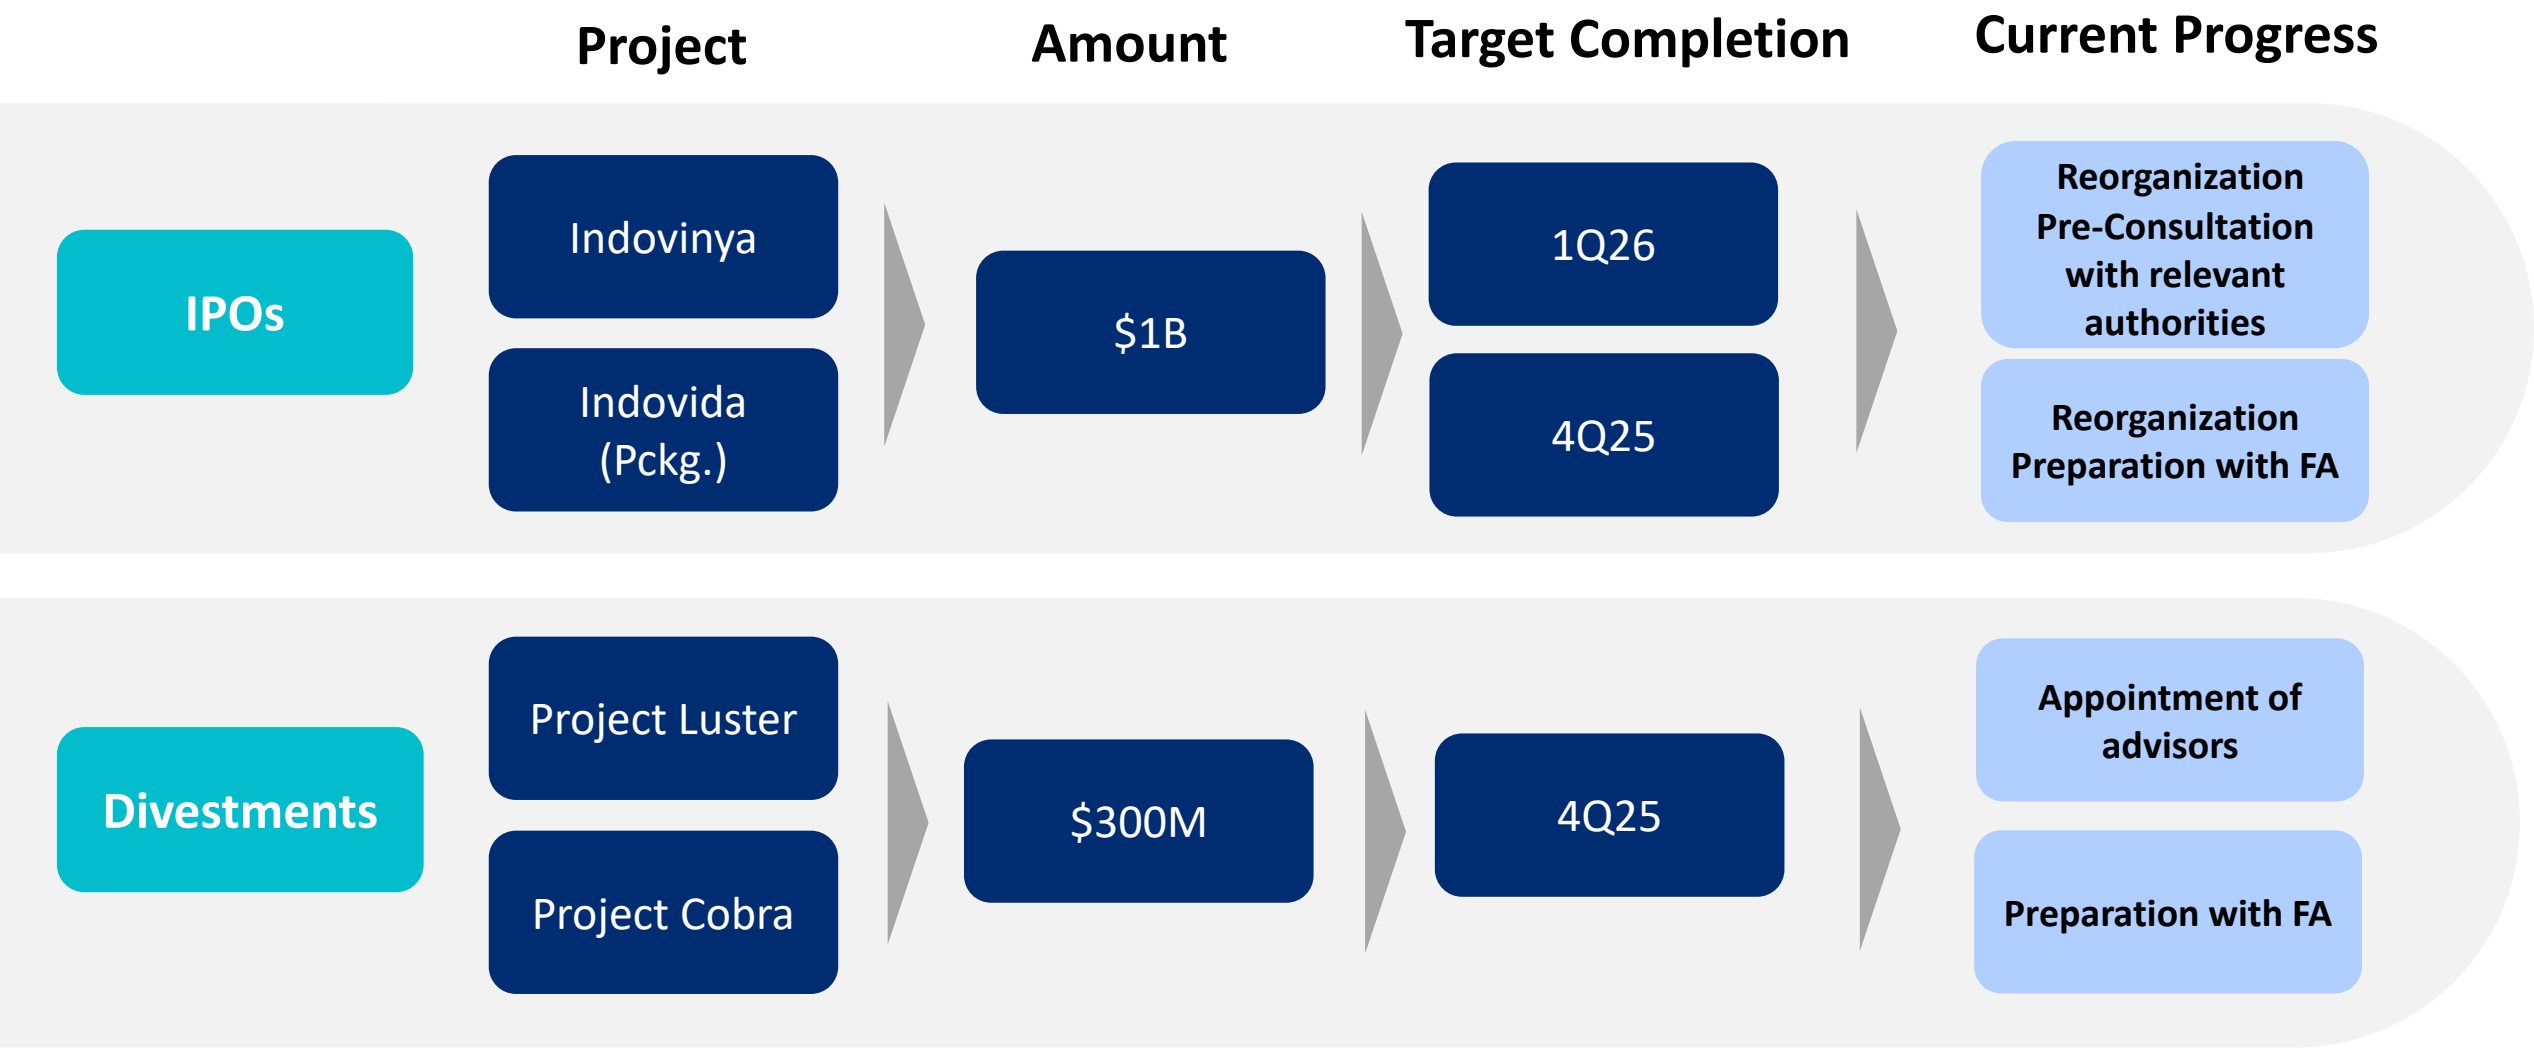 Project
Amount
Target Completion
Current Progress
IPOs
Indovinya
Indovida
(Pckg.)
$1B
1Q26
4Q25
Reorganization
Pre-Consultation
with relevant
authorities
Reorganization
Preparation with FA
Divestments
Project Luster
Project Cobra
$300M
4Q25
Appointment of
advisors
Preparation with FA